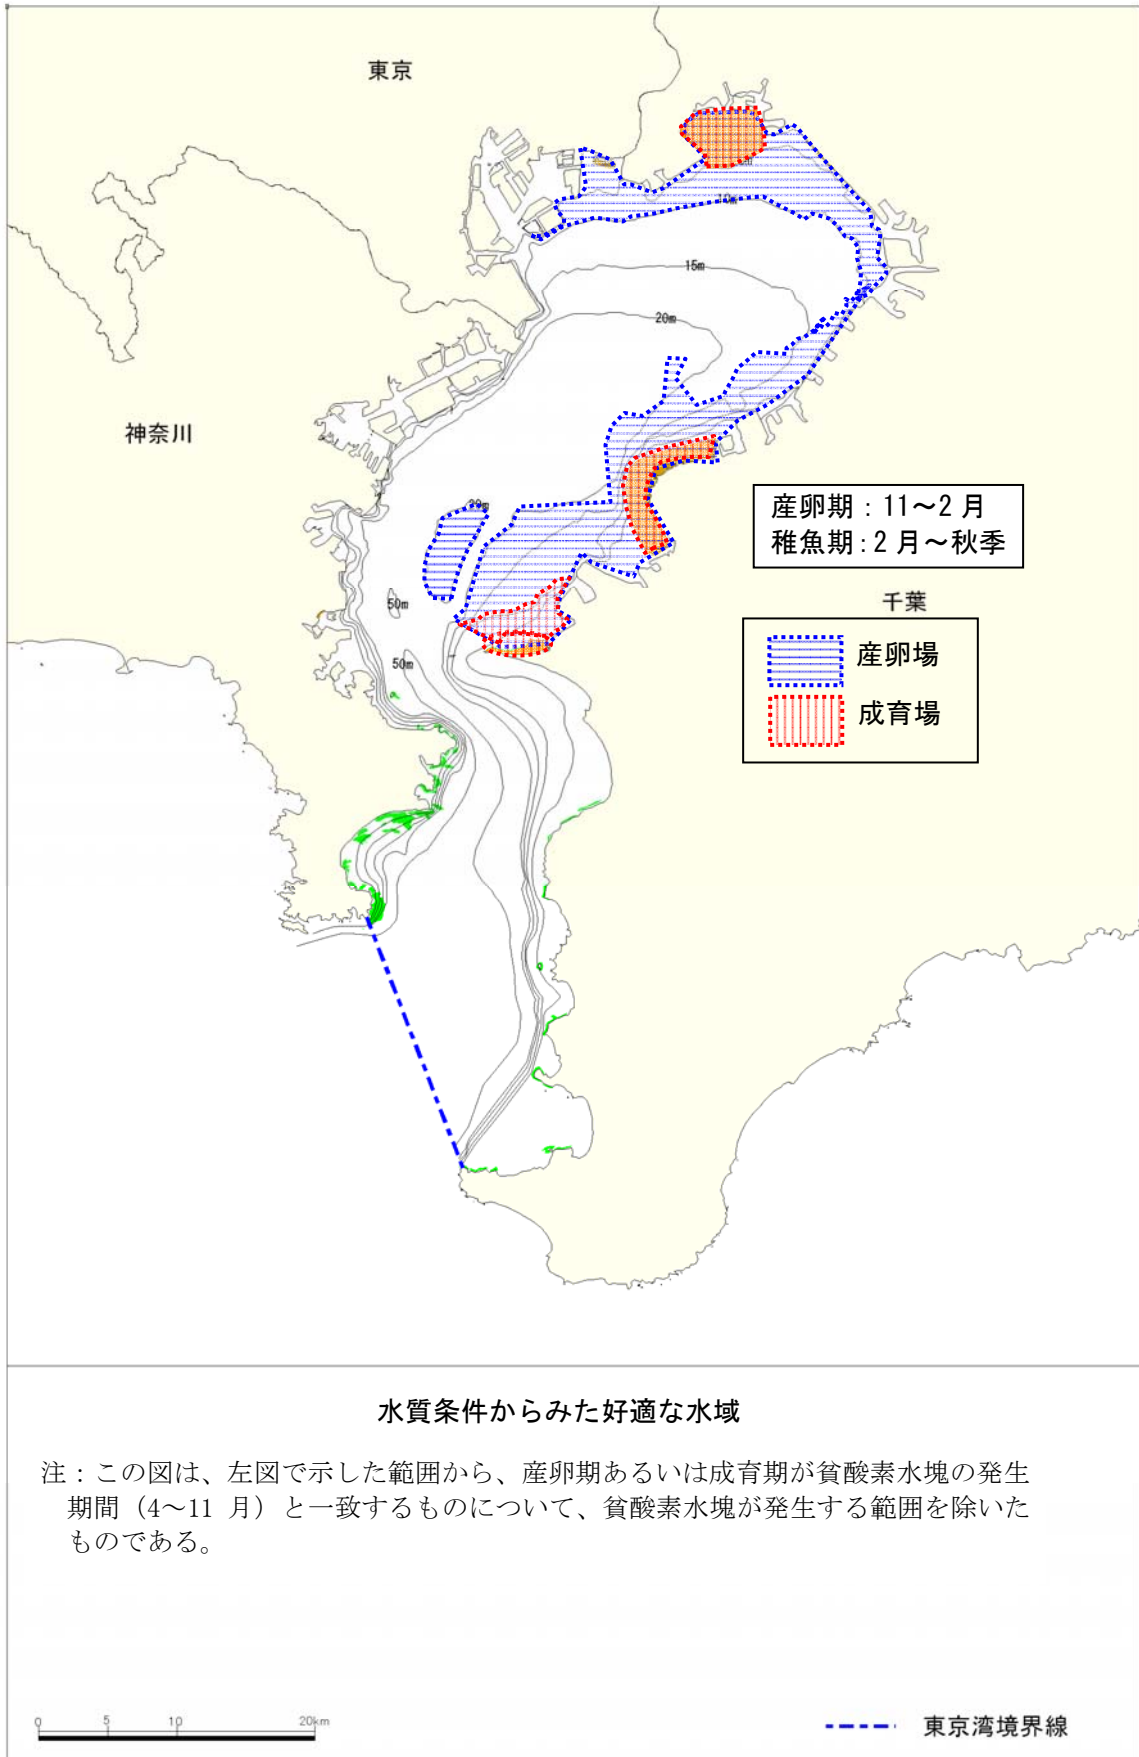 東京
10m
15m
20m
神奈川
20m
産卵期：11～2 月
稚魚期：2 月～秋季
千葉
50m
産卵場
50m
成育場
水質条件からみた好適な水域
注：この図は、左図で示した範囲から、産卵期あるいは成育期が貧酸素水塊の発生
期間（4～11 月）と一致するものについて、貧酸素水塊が発生する範囲を除いた
ものである。
0 5 10 20km
東京湾境界線